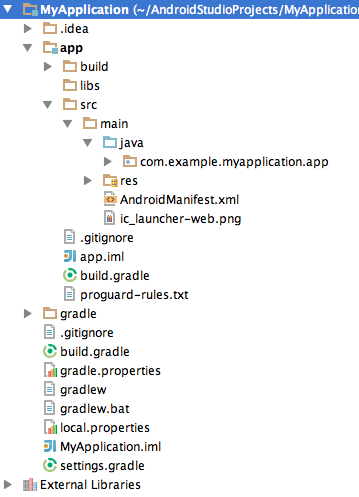 MyApplication (~/AndroidStudioProjects/MyApplication
.idea
app
build
libs
src
main
java
com.example.myapplication.app
res
AndroidManifest.xml
ic_launcher-web.png
.gitignore
app.iml
build.gradle
proguard-rules.txt
gradle
.gitignore
build.gradle
gradle.properties
gradlew
gradlew.bat
local.properties
MyApplication.iml
settings.gradle
External Libraries